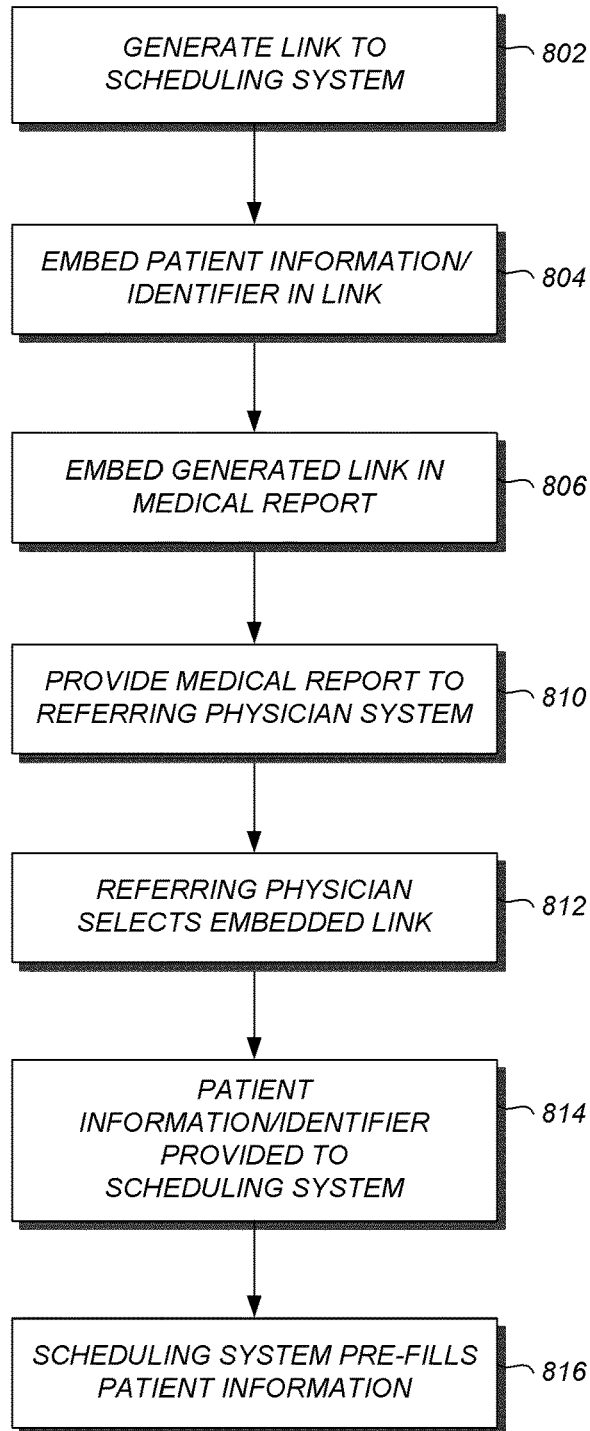 GENERATE LINK TO
SCHEDULING SYSTEM
802
EMBED PATIENT INFORMATION/
IDENTIFIER IN LINK
804
EMBED GENERATED LINK IN
MEDICAL REPORT
806
PROVIDE MEDICAL REPORT TO
REFERRING PHYSICIAN SYSTEM
810
REFERRING PHYSICIAN
SELECTS EMBEDDED LINK
812
PATIENT
INFORMATION/IDENTIFIER
PROVIDED TO
SCHEDULING SYSTEM
814
SCHEDULING SYSTEM PRE-FILLS
PATIENT INFORMATION
816